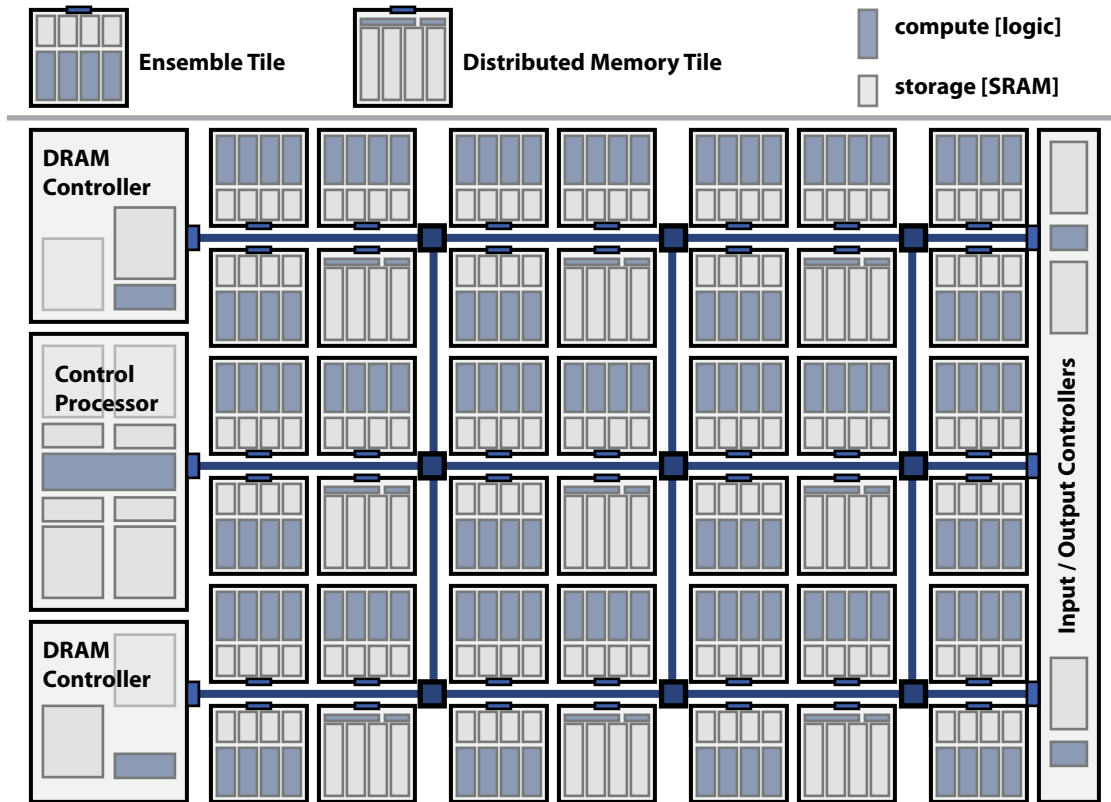 Ensemble Tile
Distributed Memory Tile
compute [logic]
storage [SRAM]
DRAM
Controller
Control
Processor
DRAM
Controller
Input / Output Controllers